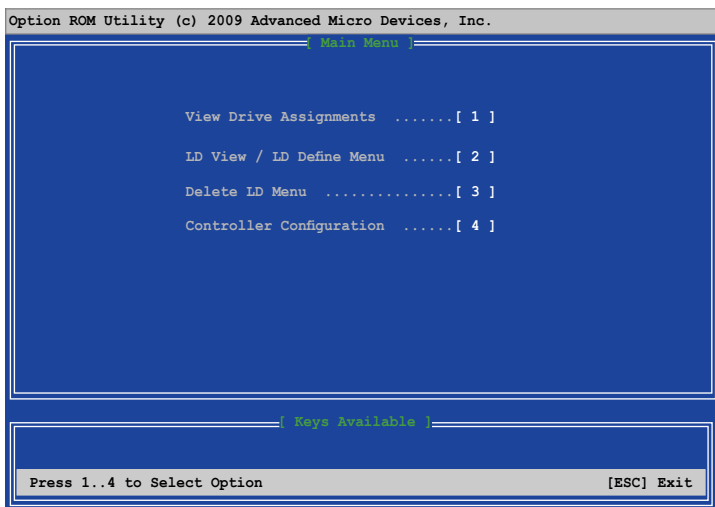 Option ROM Utility (c) 2009 Advanced Micro Devices, Inc.
[ Main Menu ]
View Drive Assignments .......[ 1 ]
LD View / LD Define Menu ......[ 2 ]
Delete LD Menu ...............[ 3 ]
Controller Configuration ......[ 4 ]
[ Keys Available ]
Press 1..4 to Select Option [ESC] Exit